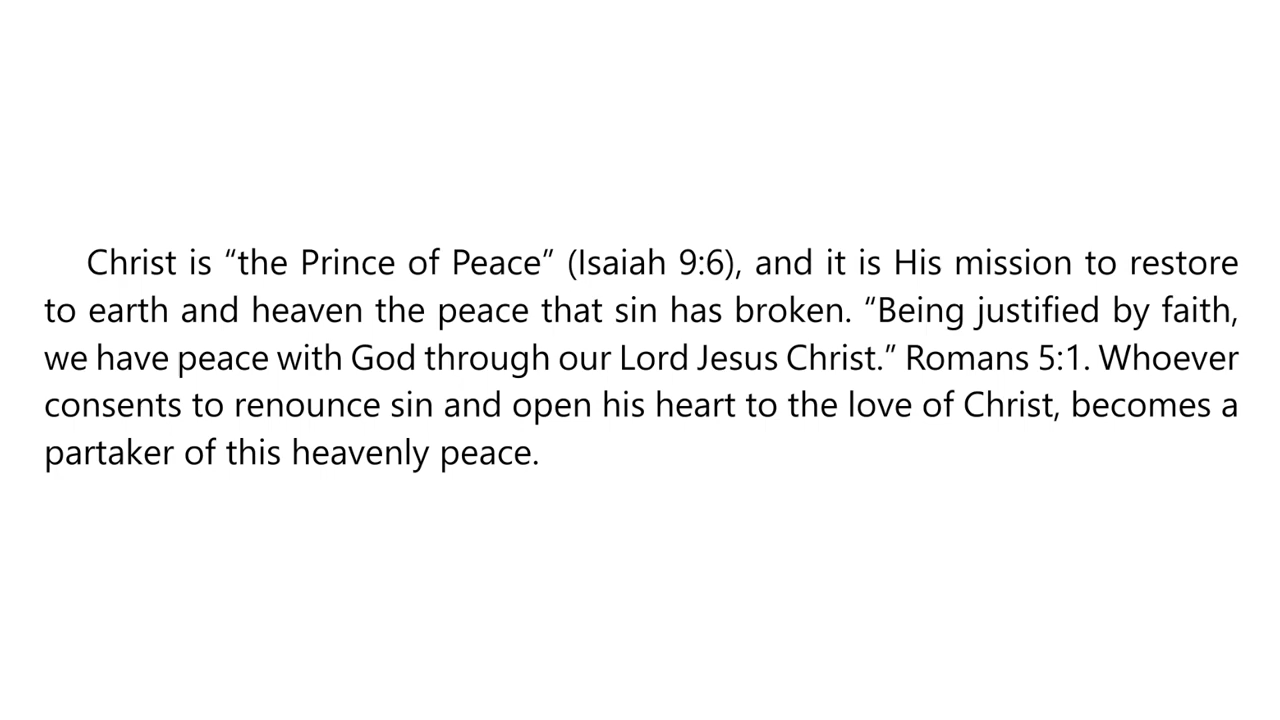 Christ is “the Prince of Peace” (Isaiah 9:6), and it is His mission to restore
to earth and heaven the peace that sin has broken. “Being justified by faith,
we have peace with God through our Lord Jesus Christ.” Romans 5:1. Whoever
consents to renounce sin and open his heart to the love of Christ, becomes a
partaker of this heavenly peace.